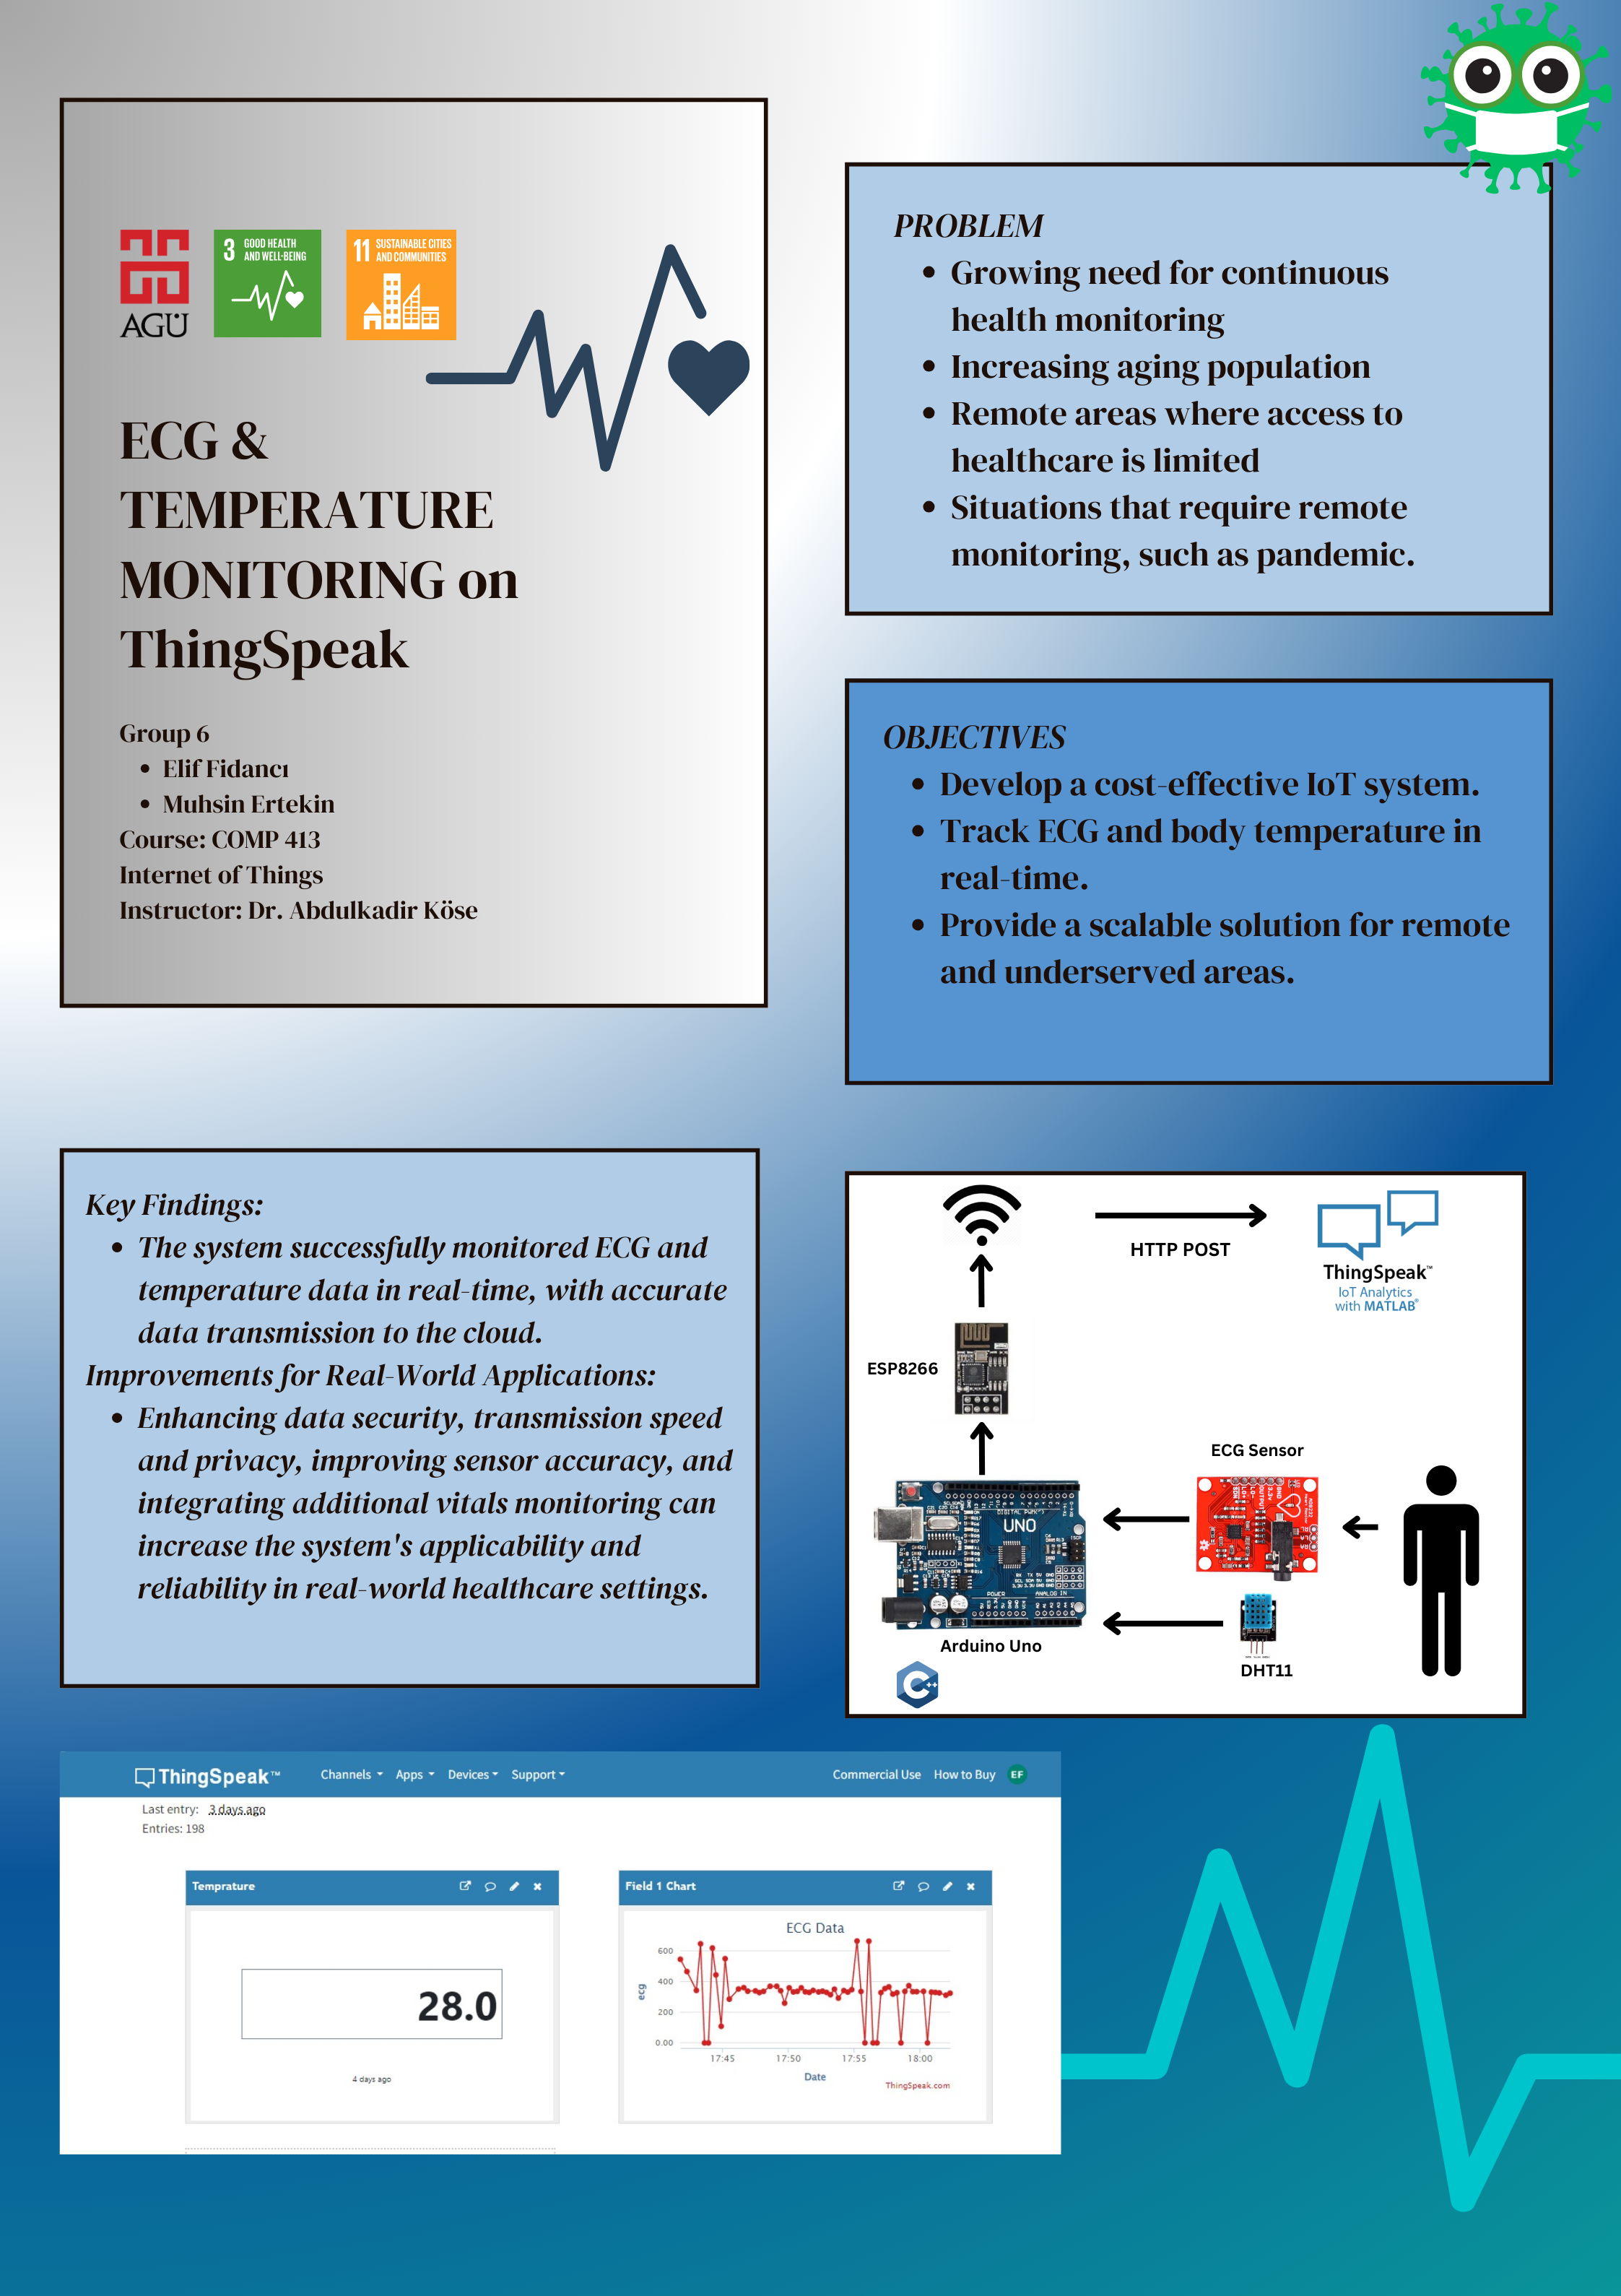 AGÜ
3 GOOD HEALTH
AND WELL-BEING
11 SUSTAINABLE CITIES
AND COMMUNITIES
ECG &
TEMPERATURE
MONITORING on
ThingSpeak
Group 6
• Elif Fidancı
• Muhsin Ertekin
Course: COMP 413
Internet of Things
Instructor: Dr. Abdulkadir Köse
PROBLEM
• Growing need for continuous
health monitoring
• Increasing aging population
• Remote areas where access to
healthcare is limited
• Situations that require remote
monitoring, such as pandemic.
OBJECTIVES
• Develop a cost-effective IoT system.
• Track ECG and body temperature in
real-time.
• Provide a scalable solution for remote
and underserved areas.
Key Findings:
• The system successfully monitored ECG and
temperature data in real-time, with accurate
data transmission to the cloud.
Improvements for Real-World Applications:
• Enhancing data security, transmission speed
and privacy, improving sensor accuracy, and
integrating additional vitals monitoring can
increase the system's applicability and
reliability in real-world healthcare settings.
HTTP POST
ThingSpeak™
IoT Analytics
with MATLAB®
ESP8266
ECG Sensor
UNO
POWER
ANALOG IN
Arduino Uno
DHT11
C++
ThingSpeak™
Channels Apps Devices Support Commercial Use How to Buy EF
Last entry: 3 days ago
Entries: 198
Temprature
28.0
4 days ago
Field 1 Chart
ECG Data
ecg
600
400
200
0.00
17:45 17:50 17:55 18:00
Date
ThingSpeak.com